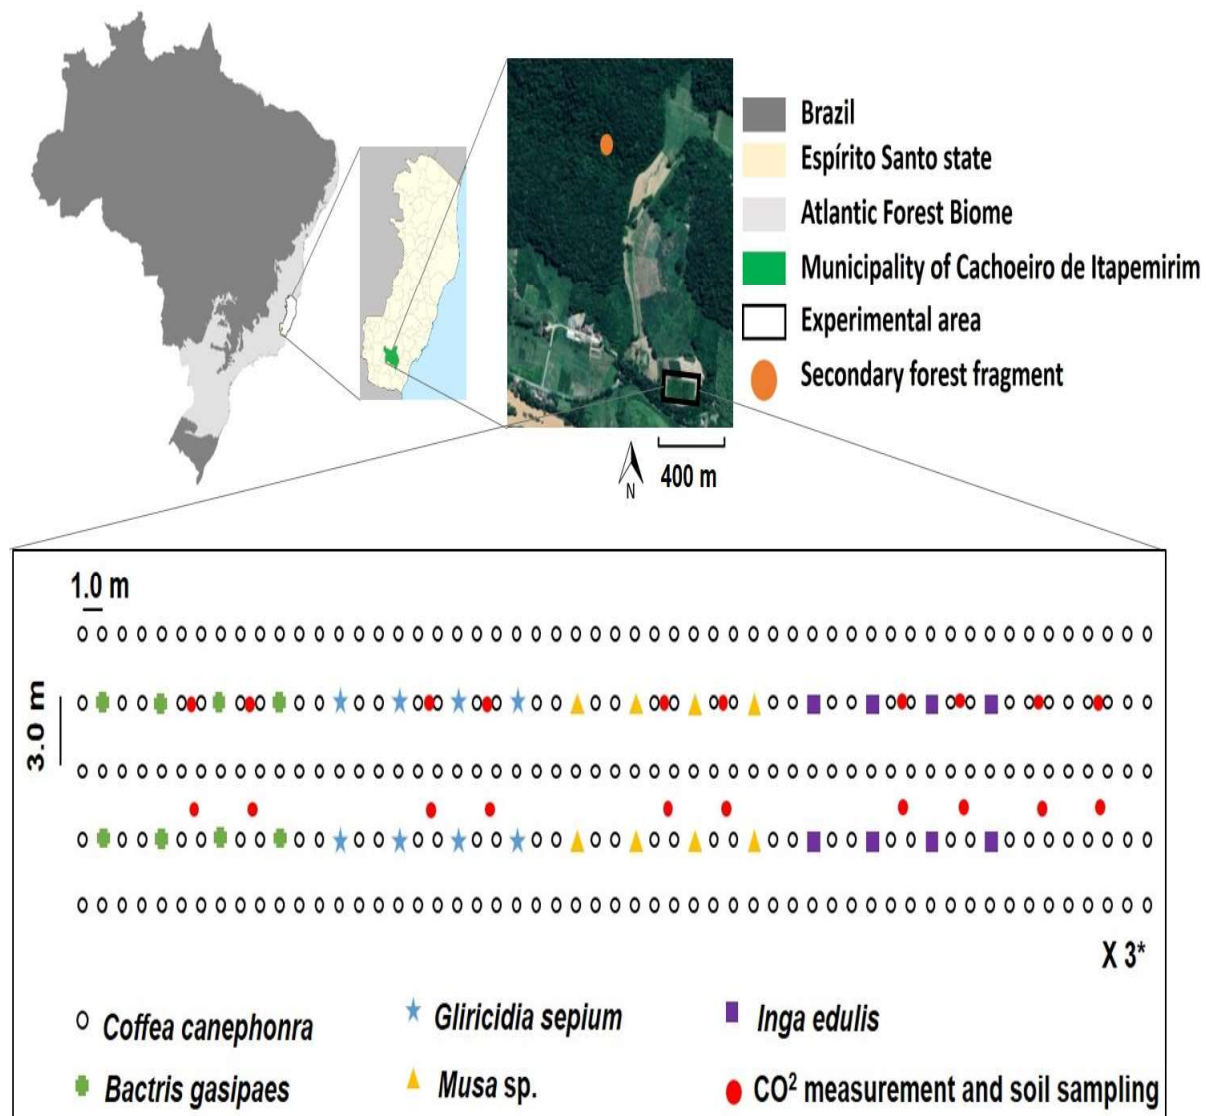 Brazil
Espírito Santo state
Atlantic Forest Biome
Municipality of Cachoeiro de Itapemirim
Experimental area
Secondary forest fragment
N
400 m
1.0 m
3.0 m
X 3*
Coffea canephonra
Gliricidia sepium
Inga edulis
Bactris gasipaes
Musa sp.
CO² measurement and soil sampling